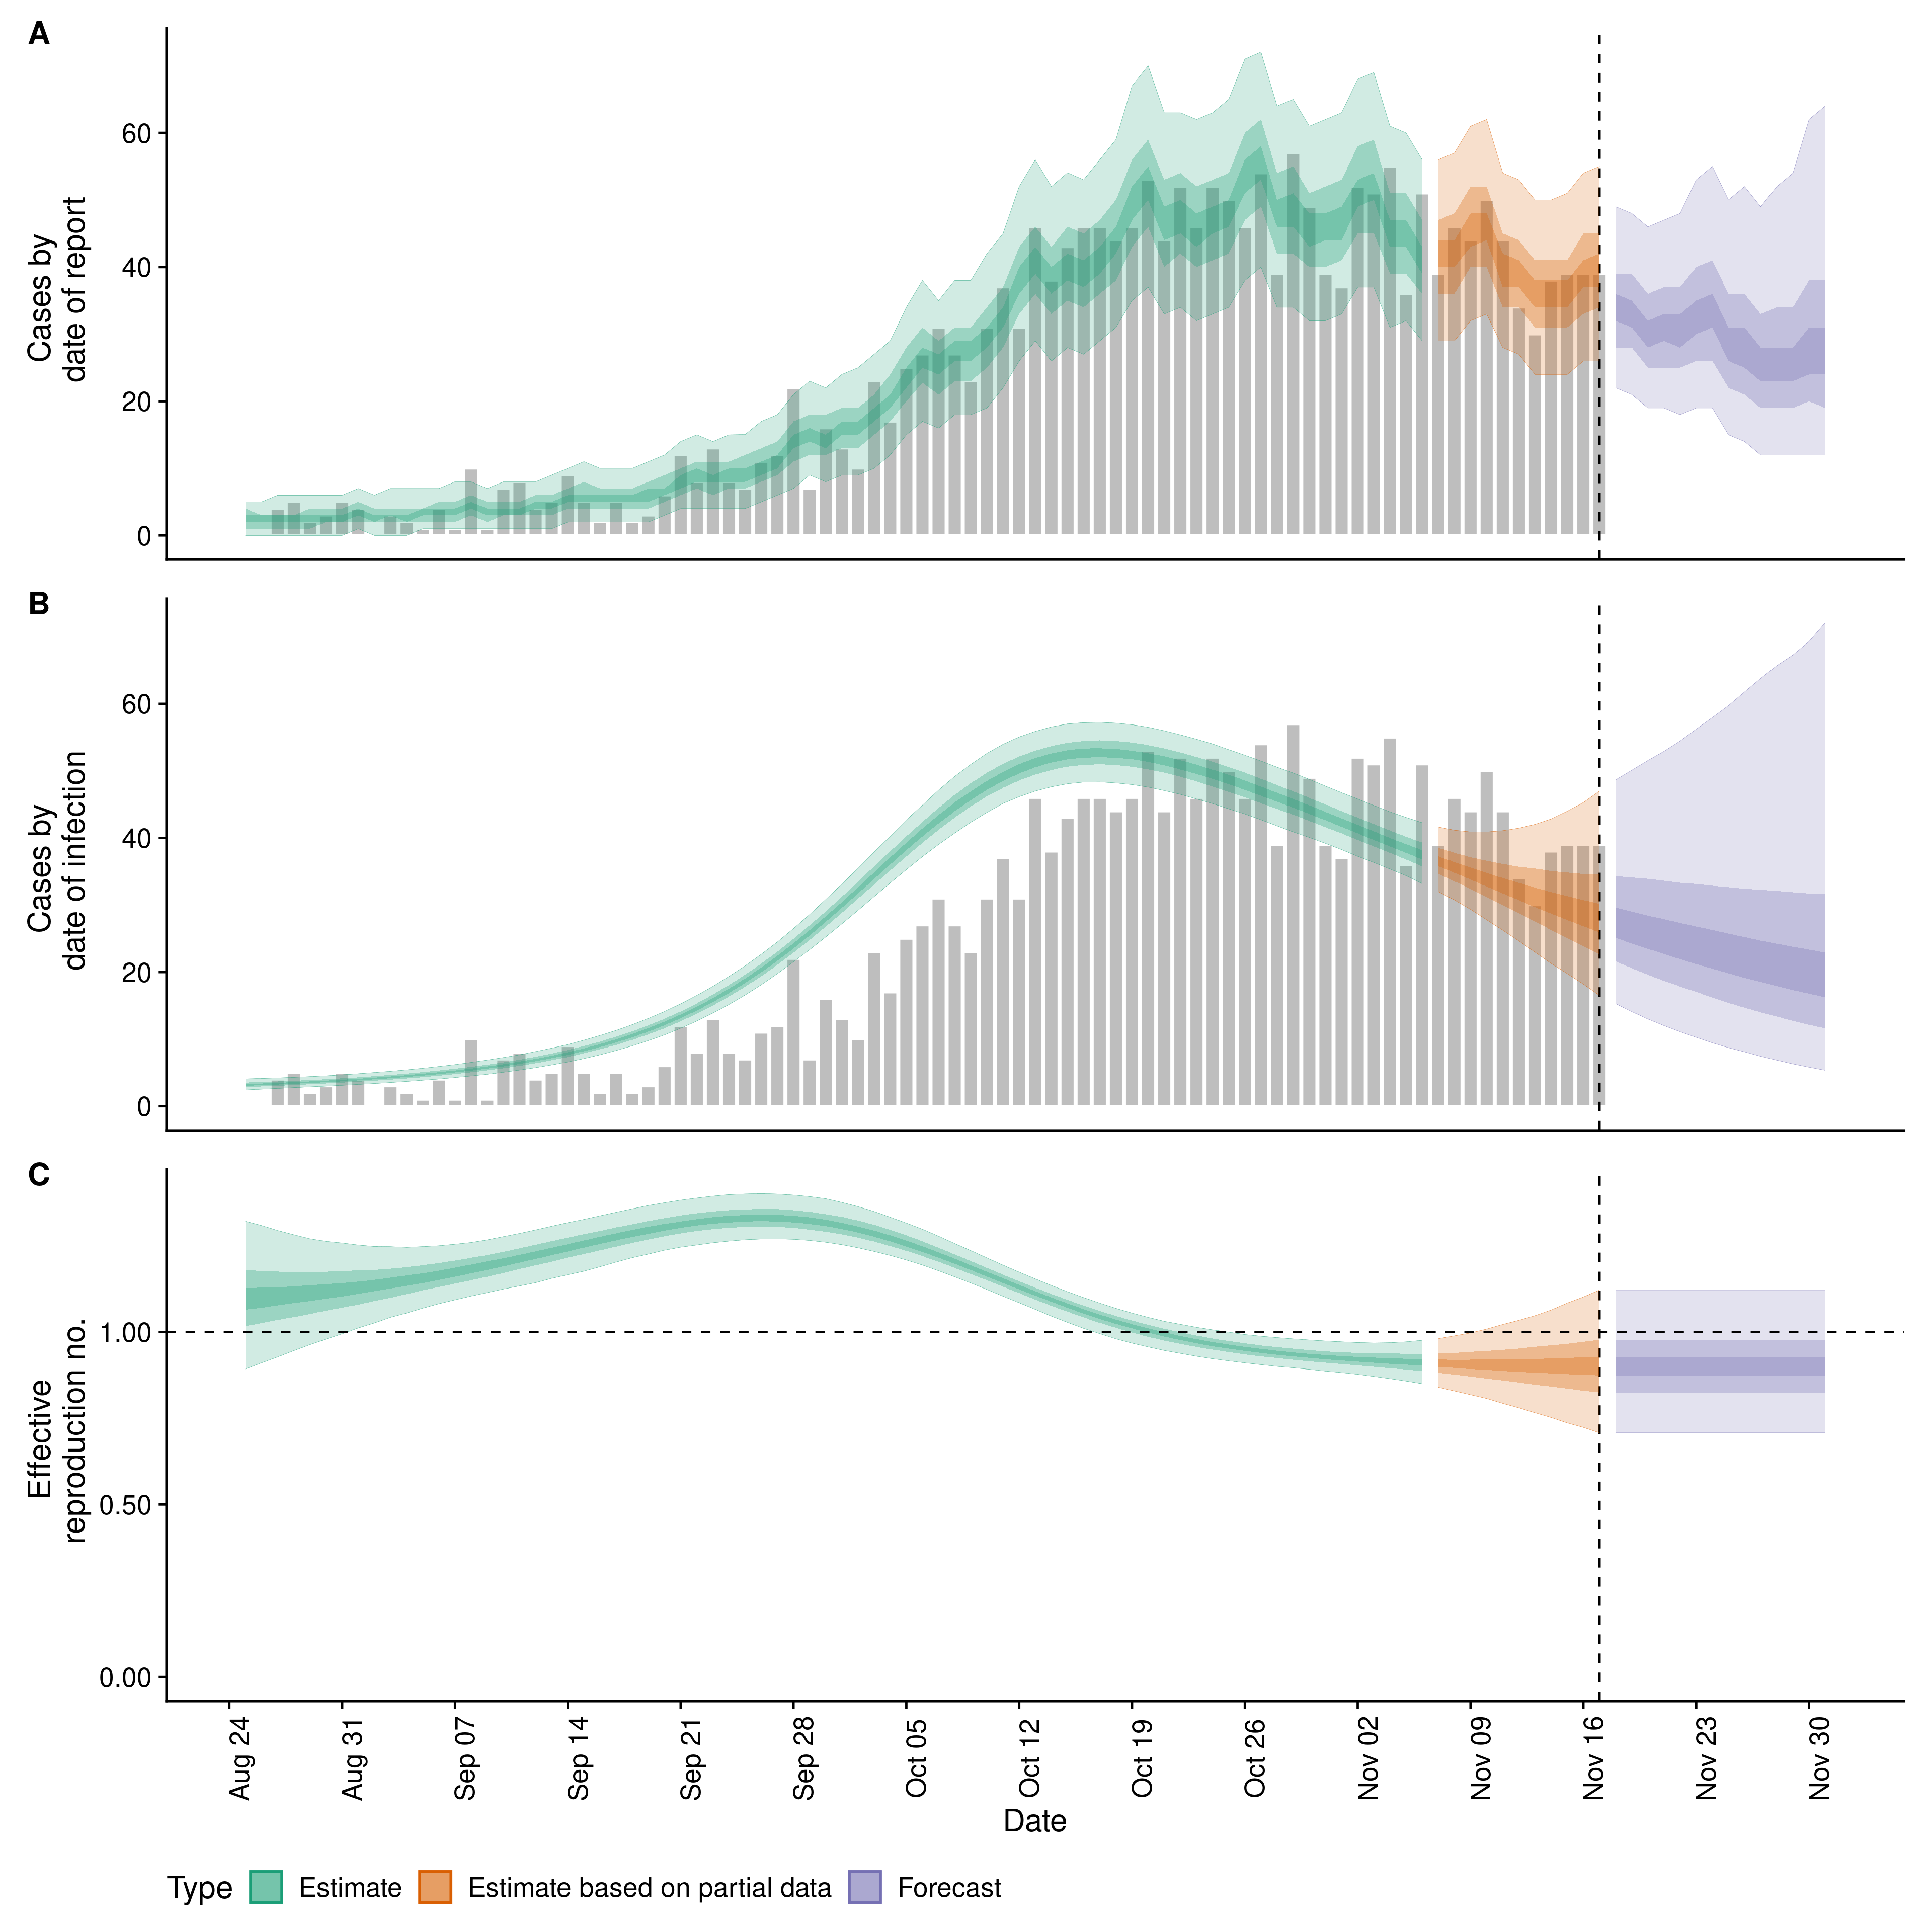 A
Cases by
date of report
60
40
20
0
B
Cases by
date of infection
60
40
20
0
C
Effective
reproduction no.
1.00
0.50
0.00
Aug 24
Aug 31
Sep 07
Sep 14
Sep 21
Sep 28
Oct 05
Oct 12
Oct 19
Oct 26
Nov 02
Nov 09
Nov 16
Nov 23
Nov 30
Date
Type Estimate Estimate based on partial data Forecast